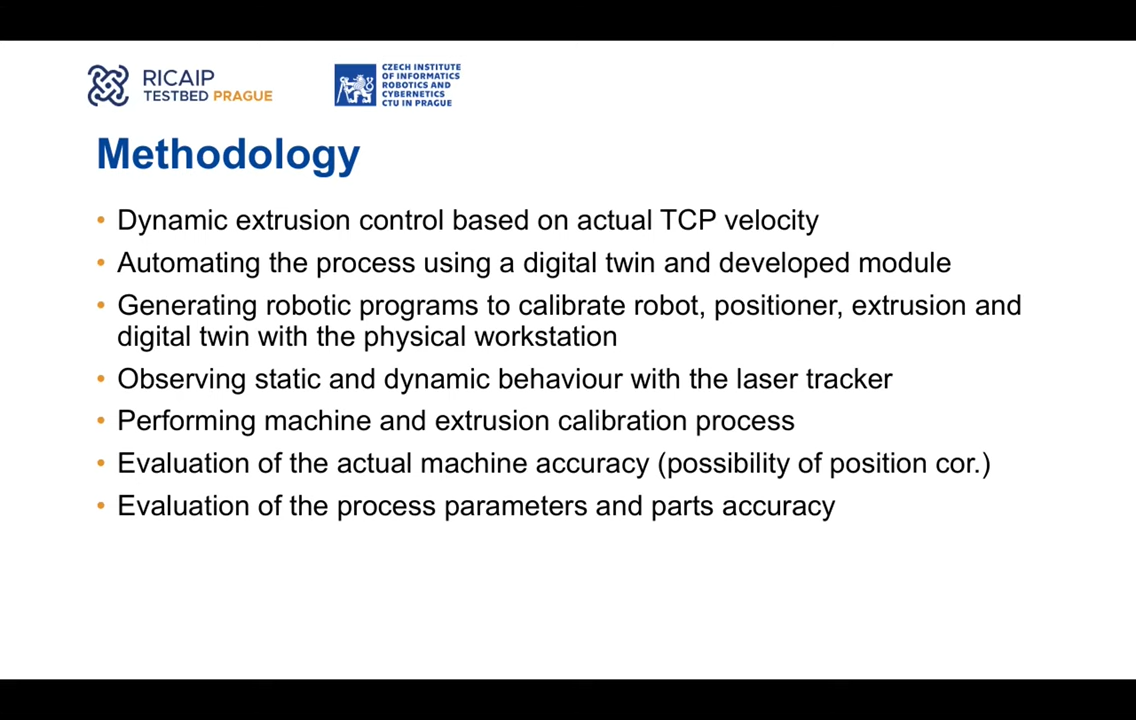 RICAIP
TESTBED PRAGUE
CZECH INSTITUTE
OF INFORMATICS
ROBOTICS AND
CYBERNETICS
CTU IN PRAGUE
Methodology
• Dynamic extrusion control based on actual TCP velocity
• Automating the process using a digital twin and developed module
• Generating robotic programs to calibrate robot, positioner, extrusion and
digital twin with the physical workstation
• Observing static and dynamic behaviour with the laser tracker
• Performing machine and extrusion calibration process
• Evaluation of the actual machine accuracy (possibility of position cor.)
• Evaluation of the process parameters and parts accuracy